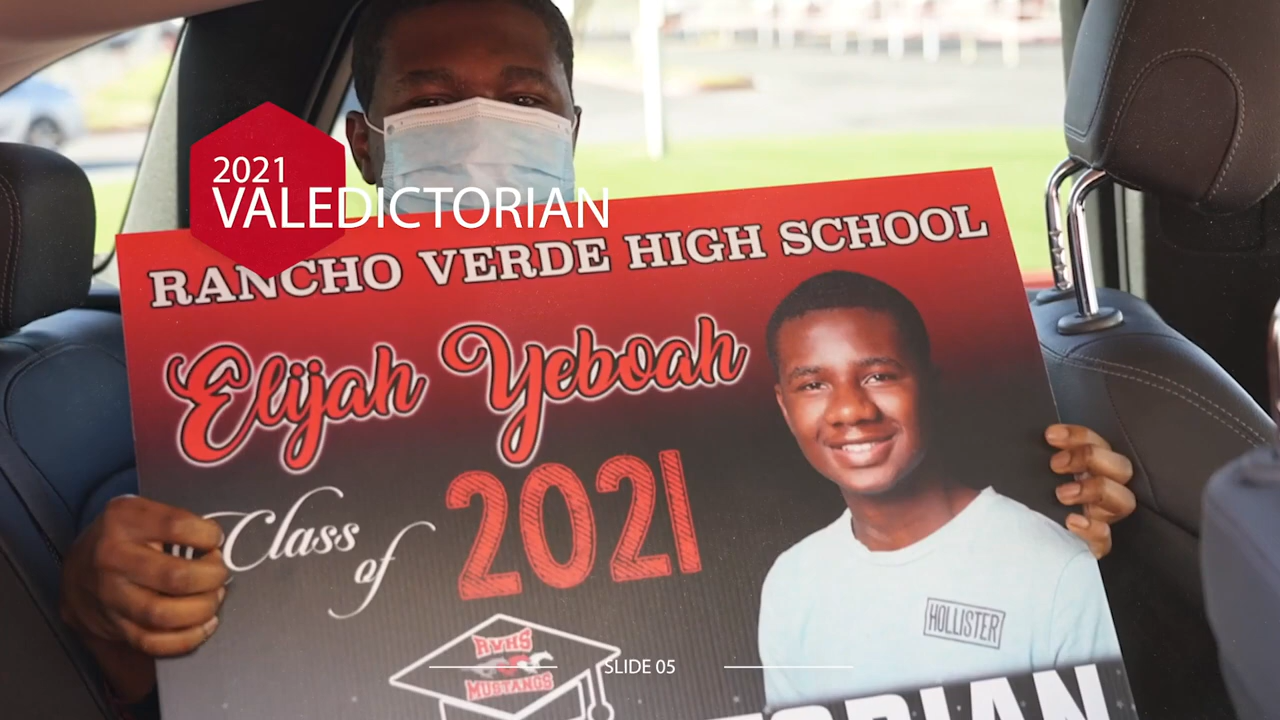 2021
VALEDICTORIAN
RANCHO VERDE HIGH SCHOOL
Elijah Yeboah
Class of 2021
HOLLISTER
RVHS
MUSTANGS
SLIDE 05